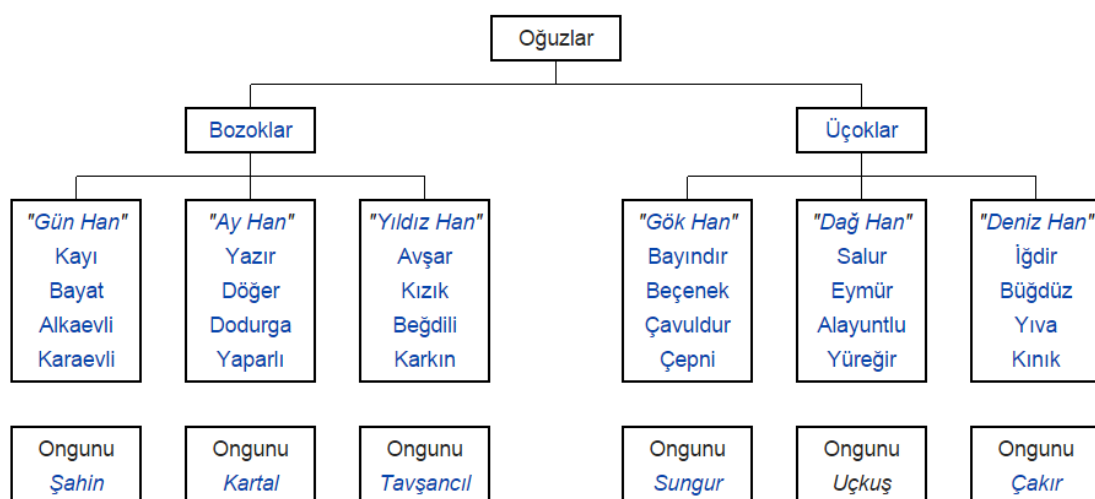 Oğuzlar
Bozoklar
Üçoklar
"Gün Han"
Kayı
Bayat
Alkaevli
Karaevli
"Ay Han"
Yazır
Döğer
Dodurga
Yaparlı
"Yıldız Han"
Avşar
Kızık
Beğdili
Karkın
"Gök Han"
Bayındır
Beçenek
Çavuldur
Çepni
"Dağ Han"
Salur
Eymür
Alayuntlu
Yüreğir
"Deniz Han"
İğdir
Büğdüz
Yıva
Kınık
Ongunu
Şahin
Ongunu
Kartal
Ongunu
Tavşancıl
Ongunu
Sungur
Ongunu
Uçkuş
Ongunu
Çakır